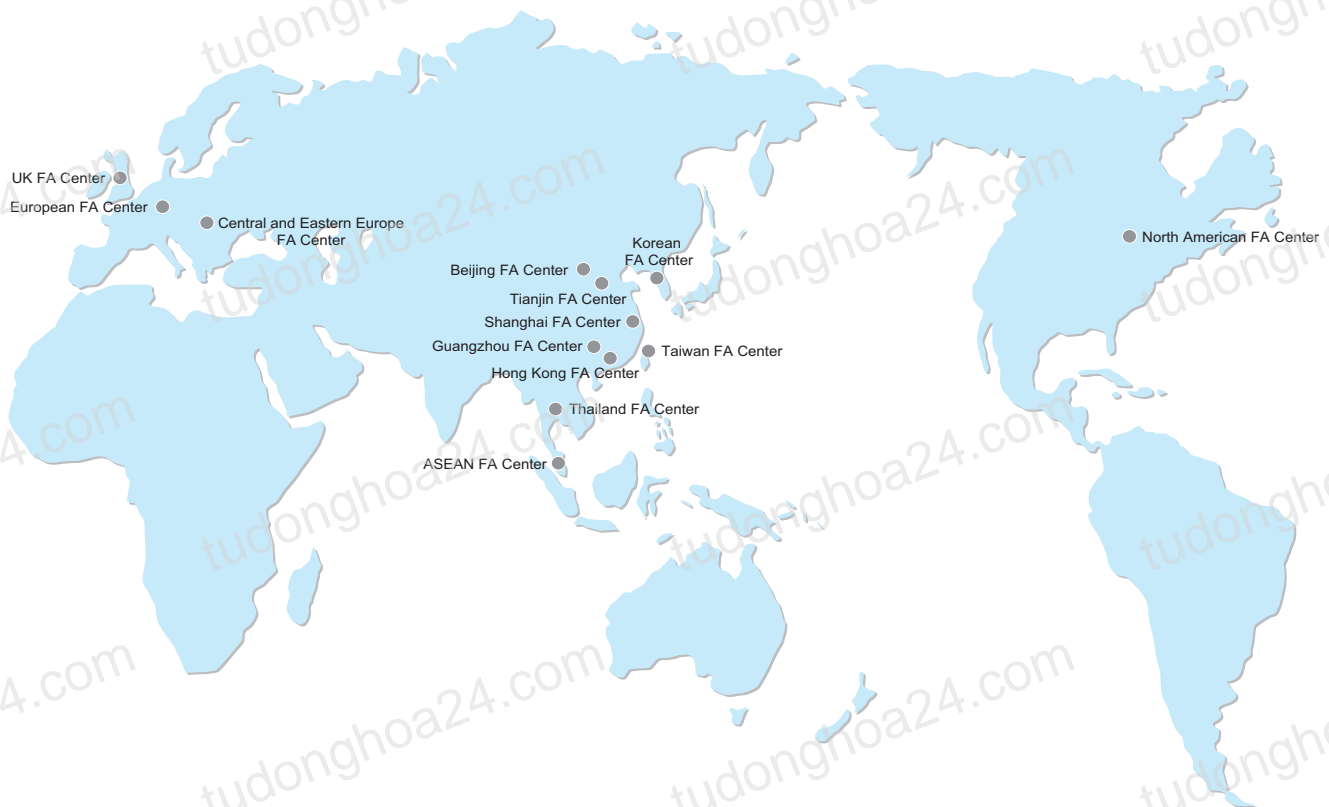 UK FA Center
European FA Center
Central and Eastern Europe
FA Center
North American FA Center
Korean
FA Center
Beijing FA Center
Tianjin FA Center
Shanghai FA Center
Guangzhou FA Center
Taiwan FA Center
Hong Kong FA Center
Thailand FA Center
ASEAN FA Center
tudonghoa24.com